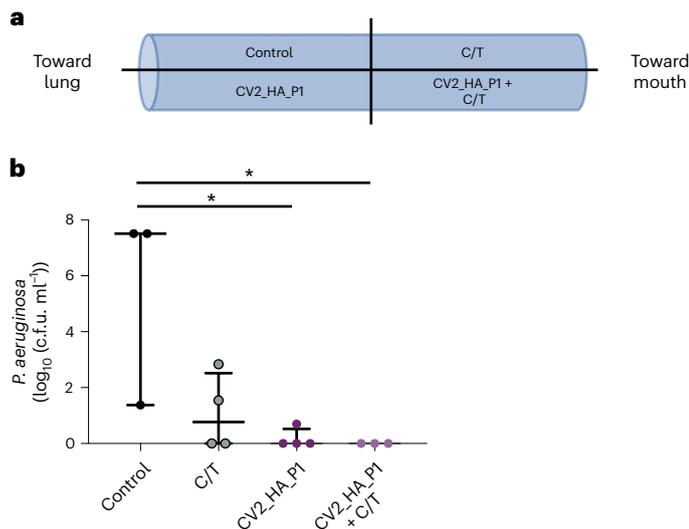 a
Toward
lung
Control
C/T
CV2_HA_P1
CV2_HA_P1 +
C/T
Toward
mouth
b
*
*
P. aeruginosa
(log10 (c.f.u. ml−1))
8
6
4
2
0
Control
C/T
CV2_HA_P1
CV2_HA_P1
+ C/T